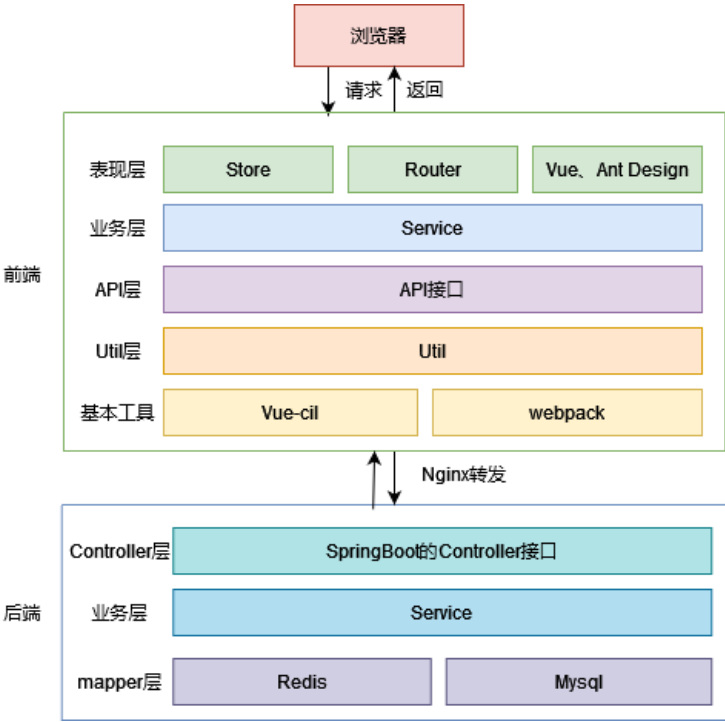 浏览器
请求 返回
表现层 Store Router Vue、Ant Design
业务层 Service
前端
API层 API接口
Util层 Util
基本工具 Vue-cil webpack
Nginx转发
Controller层 SpringBoot的Controller接口
后端 业务层 Service
mapper层 Redis Mysql